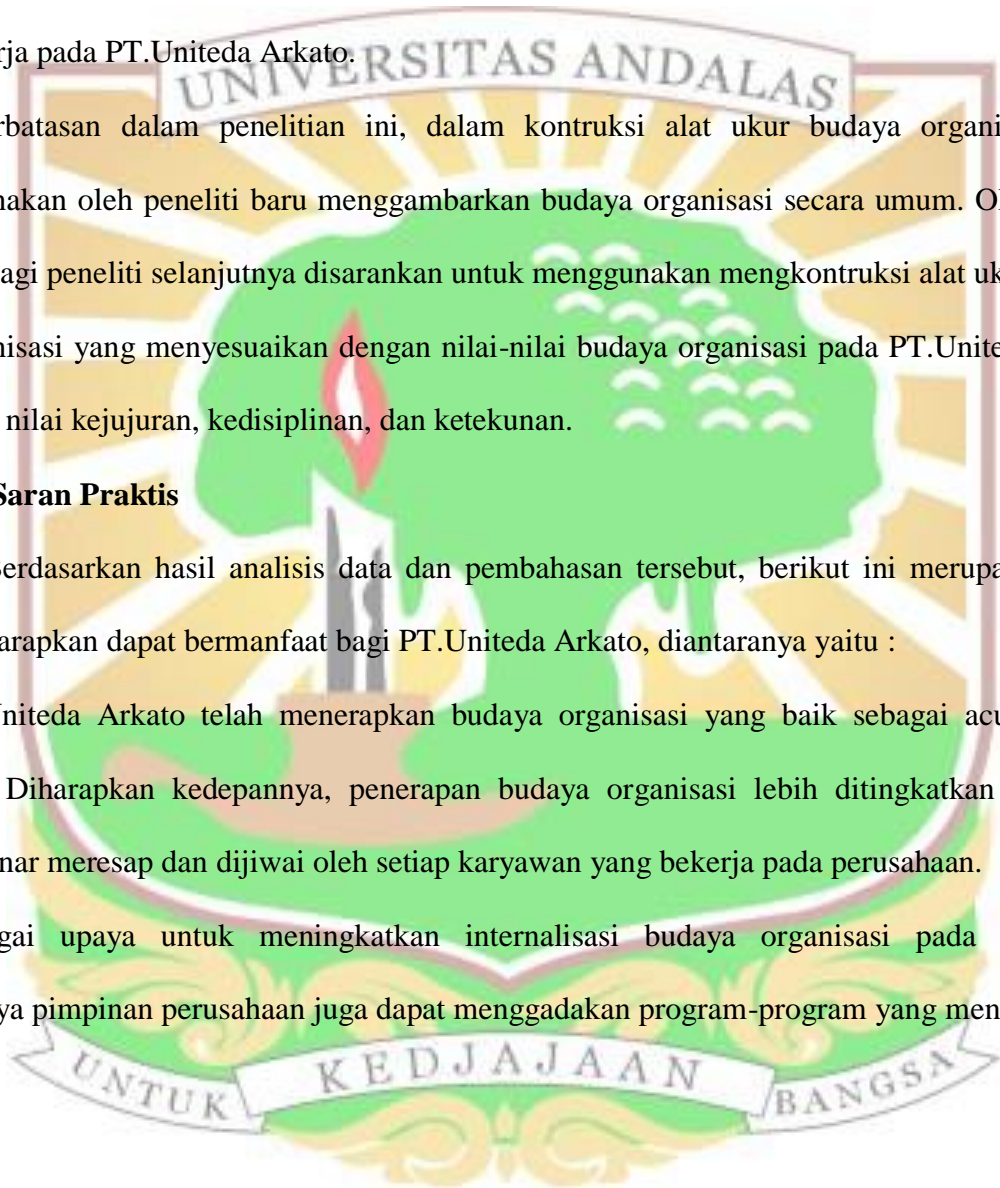 rja pada PT.Uniteda Arkato.
UNIVERSITAS ANDALAS
rbatasan dalam penelitian ini, dalam kontruksi alat ukur budaya organi
nakan oleh peneliti baru menggambarkan budaya organisasi secara umum. Ol
agi peneliti selanjutnya disarankan untuk menggunakan mengkontruksi alat uk
nisasi yang menyesuaikan dengan nilai-nilai budaya organisasi pada PT.Unite
nilai kejujuran, kedisiplinan, dan ketekunan.
Saran Praktis
Berdasarkan hasil analisis data dan pembahasan tersebut, berikut ini merupa
arapkan dapat bermanfaat bagi PT.Uniteda Arkato, diantaranya yaitu :
Uniteda Arkato telah menerapkan budaya organisasi yang baik sebagai acu
Diharapkan kedepannya, penerapan budaya organisasi lebih ditingkatkan
nar meresap dan dijiwai oleh setiap karyawan yang bekerja pada perusahaan.
gai upaya untuk meningkatkan internalisasi budaya organisasi pada
ya pimpinan perusahaan juga dapat menggadakan program-program yang men
UNTUK KEDJAJAAN BANGSA